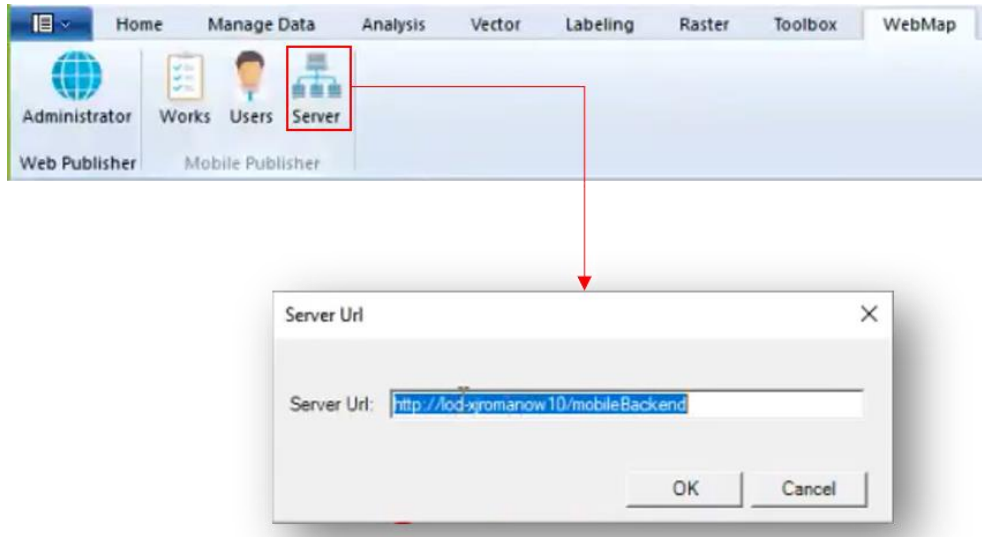 Home Manage Data Analysis Vector Labeling Raster Toolbox WebMap
Administrator Works Users Server
Web Publisher Mobile Publisher
Server Url
Server Url: http://lod-xjromanow10/mobileBackend
OK Cancel